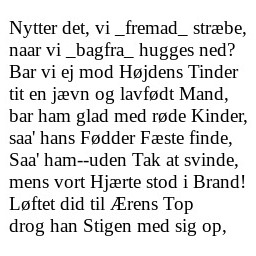 Nytter det, vi _fremad_ stræbe,
naar vi _bagfra_ hugges ned?
Bar vi ej mod Højdens Tinder
tit en jævn og lavfødt Mand,
bar ham glad med røde Kinder,
saa' hans Fødder Fæste finde,
Saa' ham--uden Tak at svinde,
mens vort Hjærte stod i Brand!
Løftet did til Ærens Top
drog han Stigen med sig op,